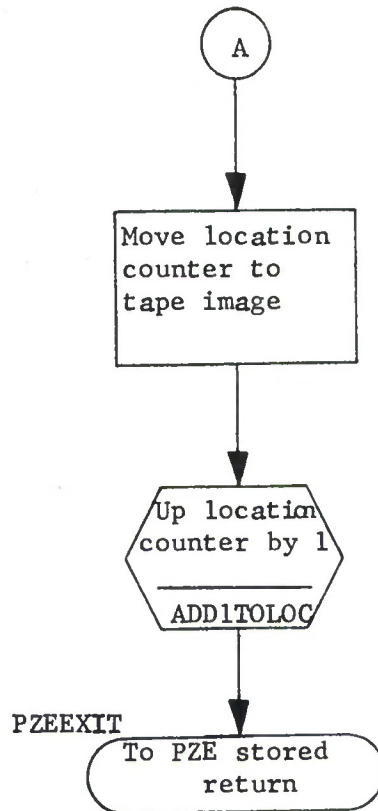 A
Move location
counter to
tape image
Up location
counter by 1
ADD1TOLOC
PZEEXIT
To PZE stored
return